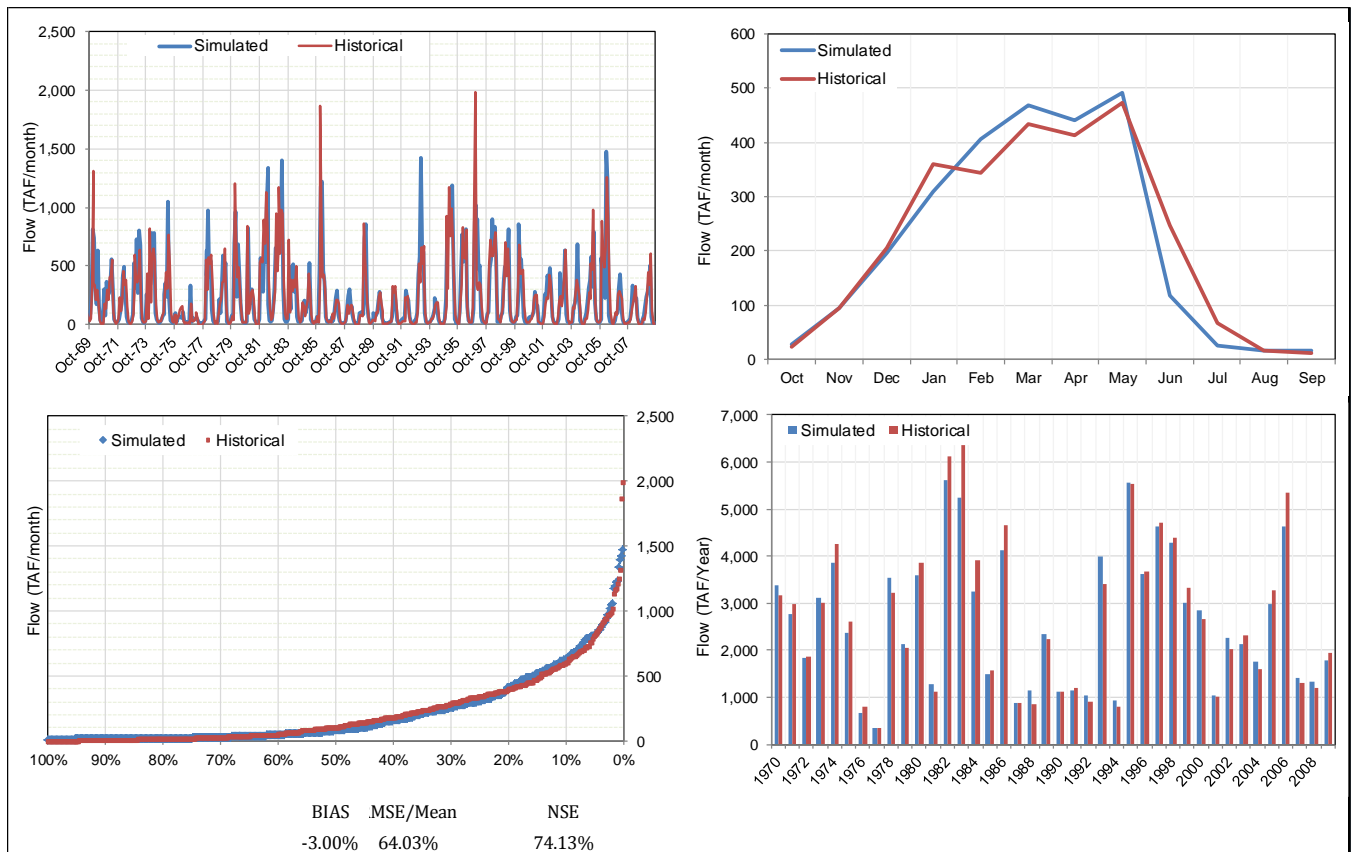 2,500
2,000
1,500
1,000
500
0
Flow (TAF/month)
Simulated Historical
Oct-69 Oct-71 Oct-73 Oct-75 Oct-77 Oct-79 Oct-81 Oct-83 Oct-85 Oct-87 Oct-89 Oct-91 Oct-93 Oct-95 Oct-97 Oct-99 Oct-01 Oct-03 Oct-05 Oct-07
600
500
400
300
200
100
0
Flow (TAF/month)
Simulated
Historical
Oct Nov Dec Jan Feb Mar Apr May Jun Jul Aug Sep
Flow (TAF/month)
Simulated Historical
2,500
2,000
1,500
1,000
500
0
100% 90% 80% 70% 60% 50% 40% 30% 20% 10% 0%
BIAS .MSE/Mean NSE
-3.00% 64.03% 74.13%
7,000
6,000
5,000
4,000
3,000
2,000
1,000
0
Flow (TAF/Year)
Simulated Historical
1970 1972 1974 1976 1978 1980 1982 1984 1986 1988 1990 1992 1994 1996 1998 2000 2002 2004 2006 2008